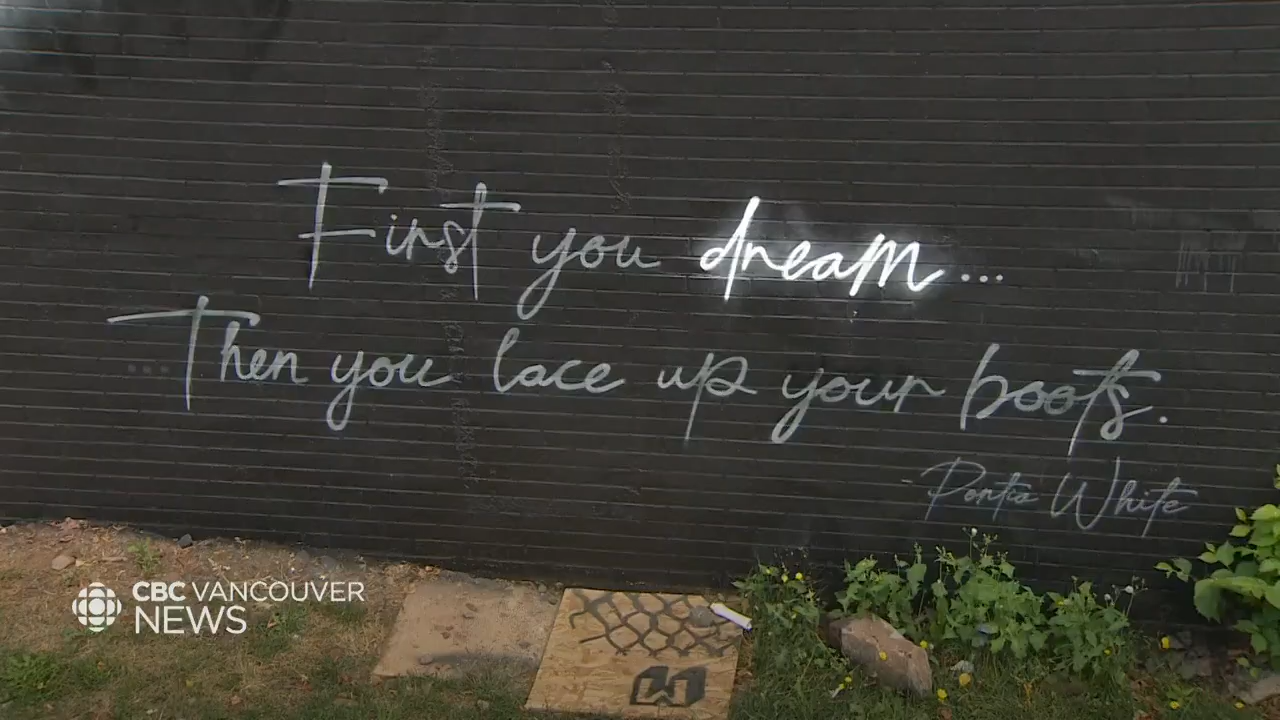 First you dream...
...Then you lace up your boots.
- Portia White
CBC VANCOUVER
NEWS